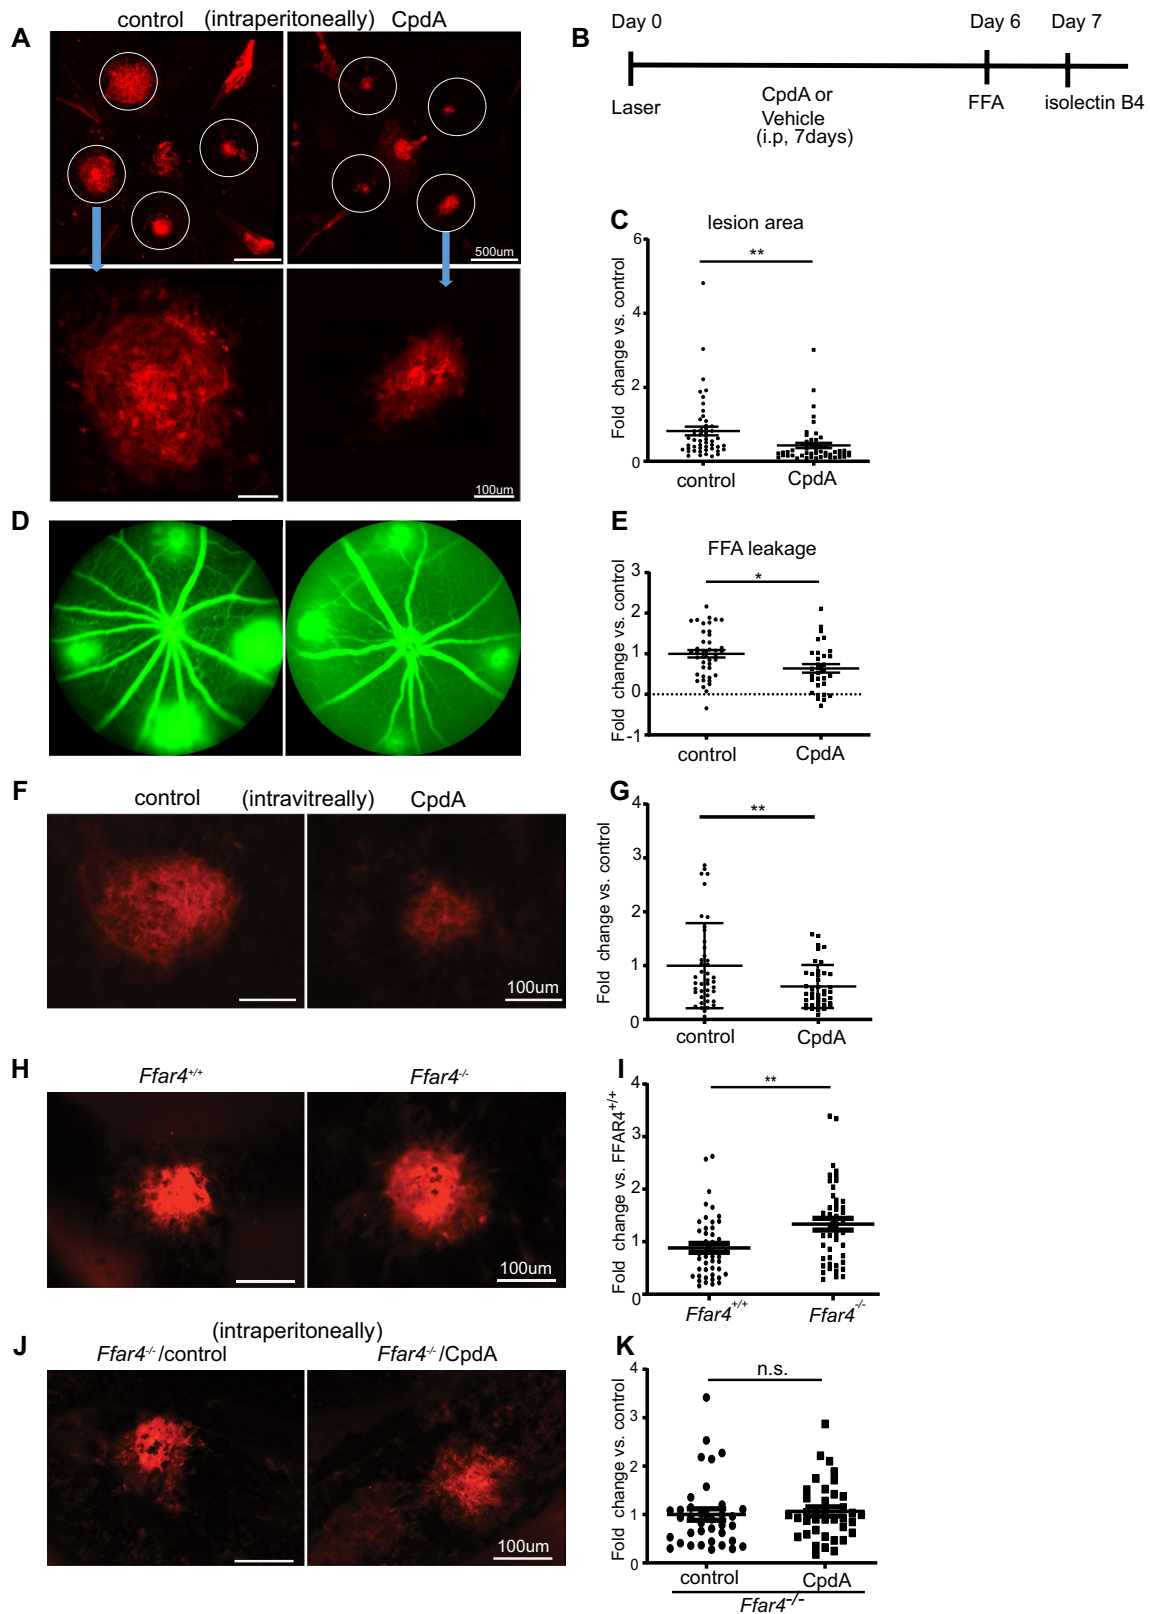 control (intraperitoneally) CpdA
A
500um
100um
B
Day 0 Day 6 Day 7
Laser
CpdA or
Vehicle
(i.p, 7days)
FFA
isolectin B4
C
lesion area
Fold change vs. control
6
4
2
0
**
control CpdA
D
E
FFA leakage
Fold change vs. control
3
2
1
0
-1
*
control CpdA
F
control (intravitreally) CpdA
100um
G
Fold change vs. control
4
3
2
1
0
**
control CpdA
H
Ffar4+/+ Ffar4-/-
100um
I
Fold change vs. FFAR4+/+
4
3
2
1
0
**
Ffar4+/+ Ffar4-/-
J
(intraperitoneally)
Ffar4-/-/control Ffar4-/-/CpdA
100um
K
Fold change vs. control
4
3
2
1
0
n.s.
control CpdA
Ffar4-/-